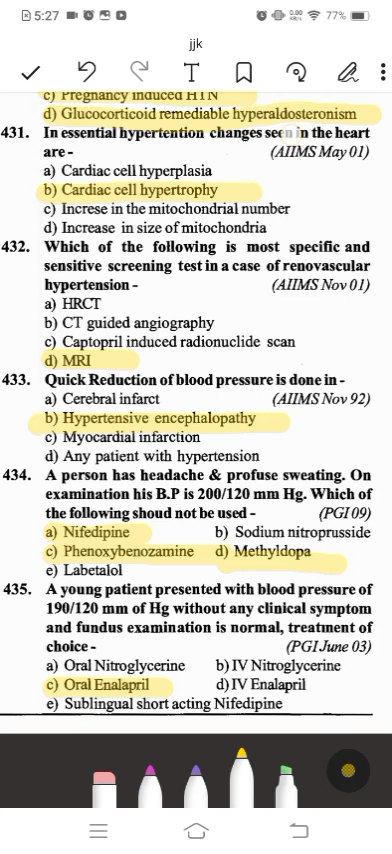 5:27
0.80
KB/s
77%
jjk
T
c) Pregnancy induced HTN
d) Glucocorticoid remediable hyperaldosteronism
431. In essential hypertention changes seen in the heart
are - (AIIMS May 01)
a) Cardiac cell hyperplasia
b) Cardiac cell hypertrophy
c) Increse in the mitochondrial number
d) Increase in size of mitochondria
432. Which of the following is most specific and
sensitive screening test in a case of renovascular
hypertension - (AIIMS Nov 01)
a) HRCT
b) CT guided angiography
c) Captopril induced radionuclide scan
d) MRI
433. Quick Reduction of blood pressure is done in -
a) Cerebral infarct (AIIMS Nov 92)
b) Hypertensive encephalopathy
c) Myocardial infarction
d) Any patient with hypertension
434. A person has headache & profuse sweating. On
examination his B.P is 200/120 mm Hg. Which of
the following shoud not be used - (PGI 09)
a) Nifedipine b) Sodium nitroprusside
c) Phenoxybenozamine d) Methyldopa
e) Labetalol
435. A young patient presented with blood pressure of
190/120 mm of Hg without any clinical symptom
and fundus examination is normal, treatment of
choice - (PGI June 03)
a) Oral Nitroglycerine b) IV Nitroglycerine
c) Oral Enalapril d) IV Enalapril
e) Sublingual short acting Nifedipine